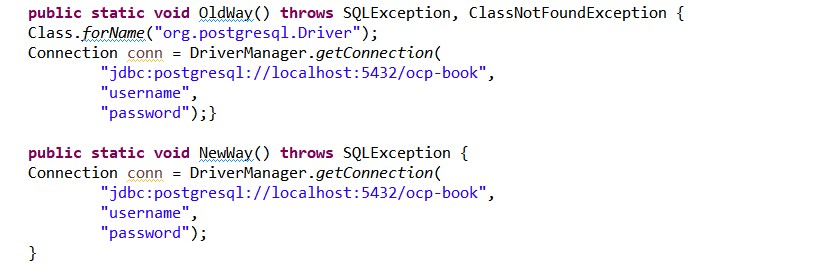 public static void OldWay() throws SQLException, ClassNotFoundException {
Class.forName("org.postgresql.Driver");
Connection conn = DriverManager.getConnection(
"jdbc:postgresql://localhost:5432/ocp-book",
"username",
"password");}
public static void NewWay() throws SQLException {
Connection conn = DriverManager.getConnection(
"jdbc:postgresql://localhost:5432/ocp-book",
"username",
"password");
}